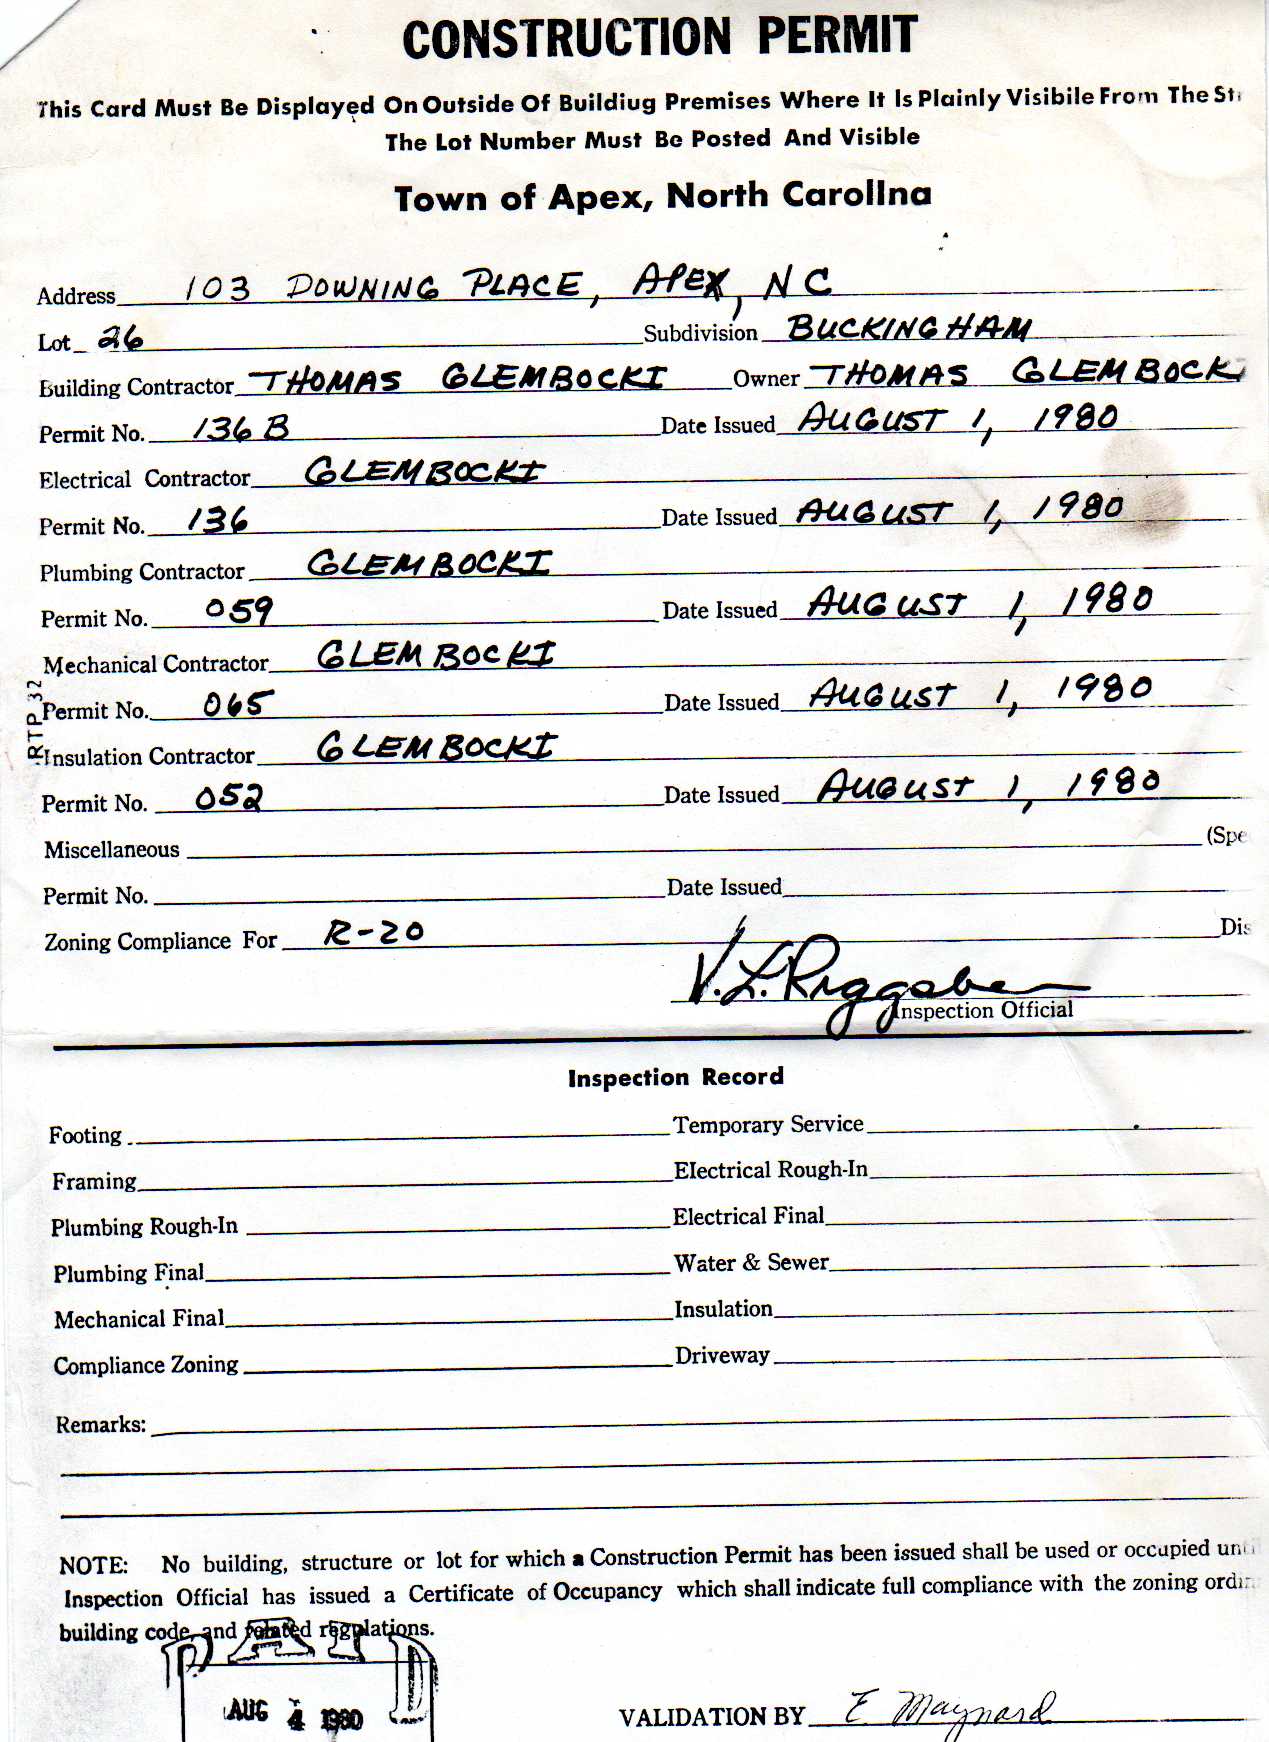 CONSTRUCTION PERMIT
This Card Must Be Displayed On Outside Of Buildiug Premises Where It Is Plainly Visibile From The St
The Lot Number Must Be Posted And Visible
Town of Apex, North Carolina
Address 103 DOWNING PLACE, APEX, NC
Lot 26 Subdivision BUCKINGHAM
Building Contractor THOMAS GLEMBOCKI Owner THOMAS GLEMBOCK
Permit No. 136 B Date Issued AUGUST 1, 1980
Electrical Contractor GLEMBOCKI
Permit No. 136 Date Issued AUGUST 1, 1980
Plumbing Contractor GLEMBOCKI
Permit No. 059 Date Issued AUGUST 1, 1980
Mechanical Contractor GLEMBOCKI
Permit No. 065 Date Issued AUGUST 1, 1980
RTP 32
Insulation Contractor GLEMBOCKI
Permit No. 052 Date Issued AUGUST 1, 1980
Miscellaneous (Spe
Permit No. Date Issued
Zoning Compliance For R-20 Dis
V. L. Riggsbee
Inspection Official
Inspection Record
Footing Temporary Service
Framing Electrical Rough-In
Plumbing Rough-In Electrical Final
Plumbing Final Water & Sewer
Mechanical Final Insulation
Compliance Zoning Driveway
Remarks:
NOTE: No building, structure or lot for which a Construction Permit has been issued shall be used or occupied unti
Inspection Official has issued a Certificate of Occupancy which shall indicate full compliance with the zoning ordin
building code, and related regulations.
PAID
AUG 4 1980
VALIDATION BY E. Maynard